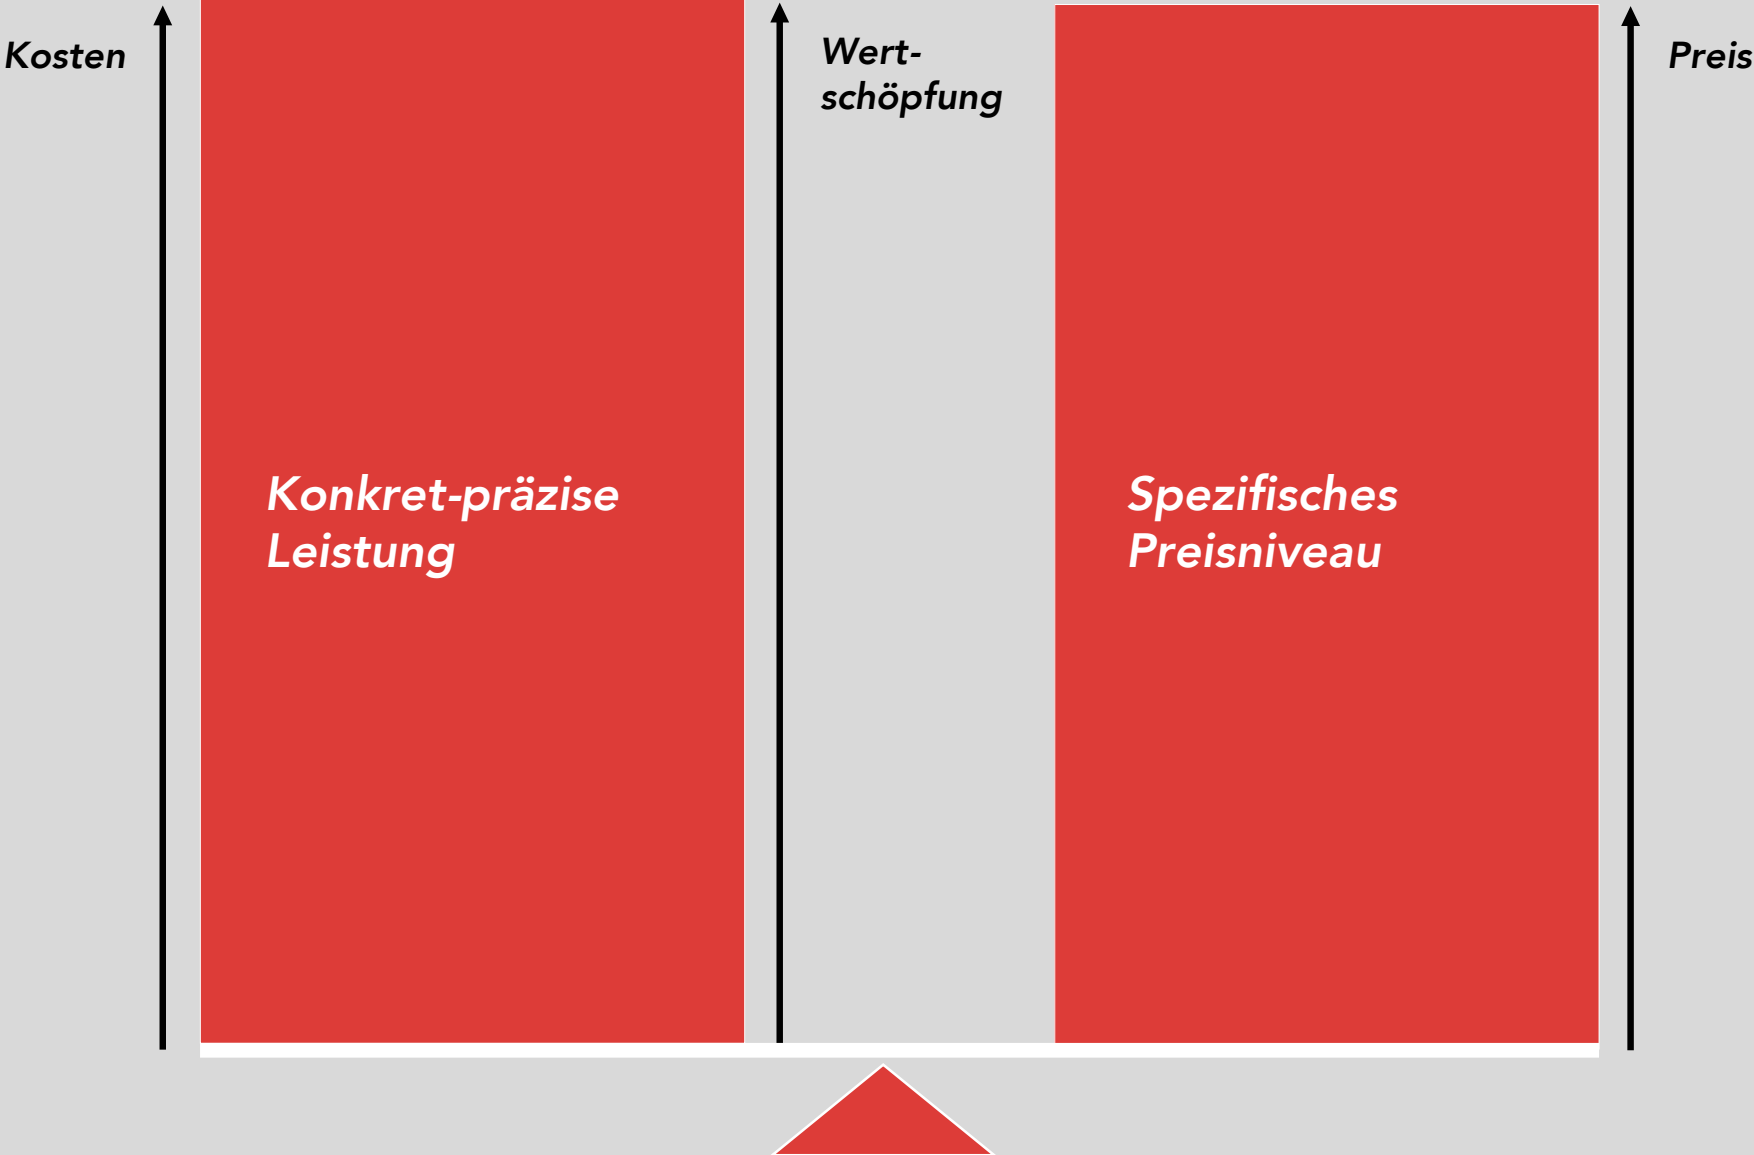 Kosten
Wert-
schöpfung
Preis
Konkret-präzise
Leistung
Spezifisches
Preisniveau